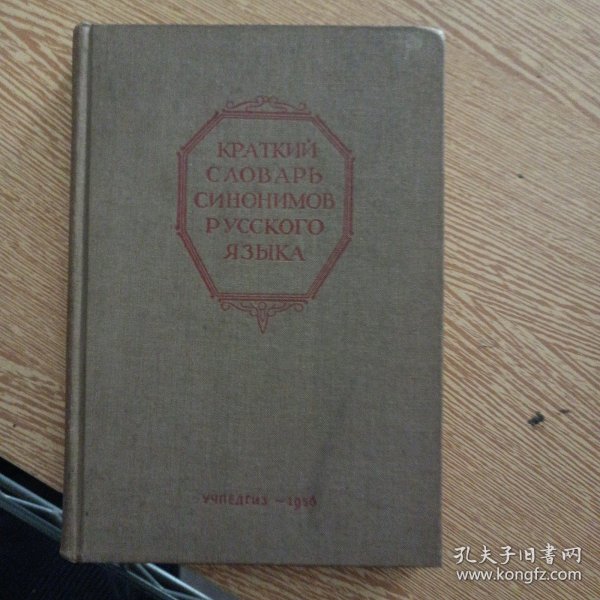 КРАТКИЙ
СЛОВАРЬ
СИНОНИМОВ
РУССКОГО
ЯЗЫКА
УЧПЕДГИЗ — 1956
孔夫子旧书网
www.kongfz.com